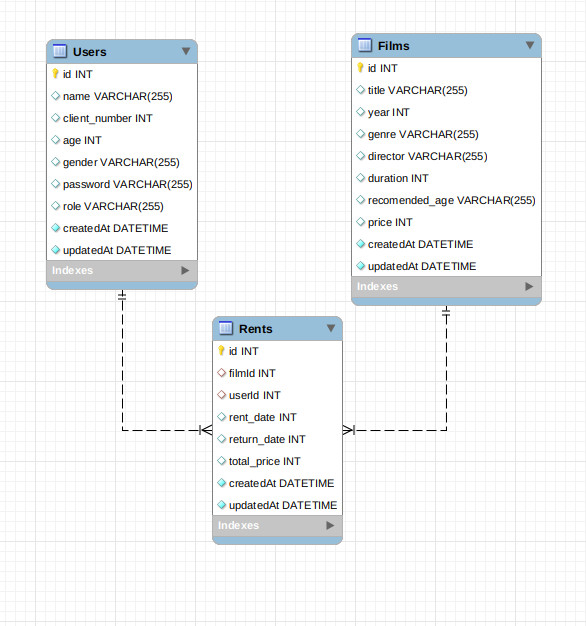 Users
id INT
name VARCHAR(255)
client_number INT
age INT
gender VARCHAR(255)
password VARCHAR(255)
role VARCHAR(255)
createdAt DATETIME
updatedAt DATETIME
Indexes
Films
id INT
title VARCHAR(255)
year INT
genre VARCHAR(255)
director VARCHAR(255)
duration INT
recomended_age VARCHAR(255)
price INT
createdAt DATETIME
updatedAt DATETIME
Indexes
Rents
id INT
filmId INT
userId INT
rent_date INT
return_date INT
total_price INT
createdAt DATETIME
updatedAt DATETIME
Indexes